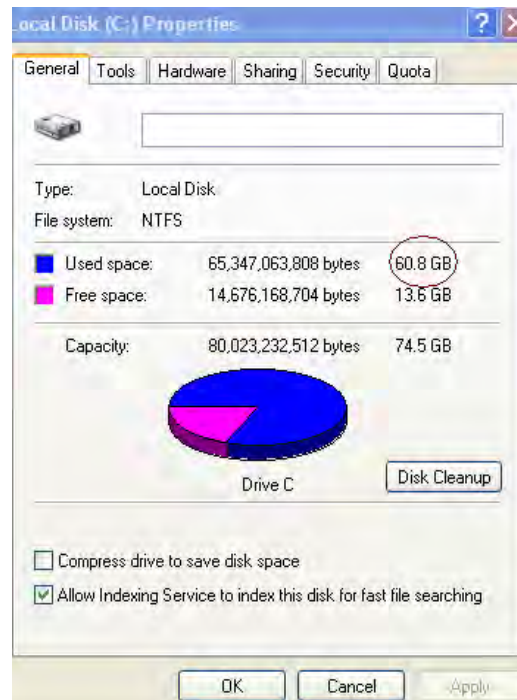 Local Disk (C:) Properties
General Tools Hardware Sharing Security Quota
Type: Local Disk
File system: NTFS
Used space: 65,347,063,808 bytes 60.8 GB
Free space: 14,676,168,704 bytes 13.6 GB
Capacity: 80,023,232,512 bytes 74.5 GB
Drive C
Disk Cleanup
Compress drive to save disk space
Allow Indexing Service to index this disk for fast file searching
OK Cancel Apply